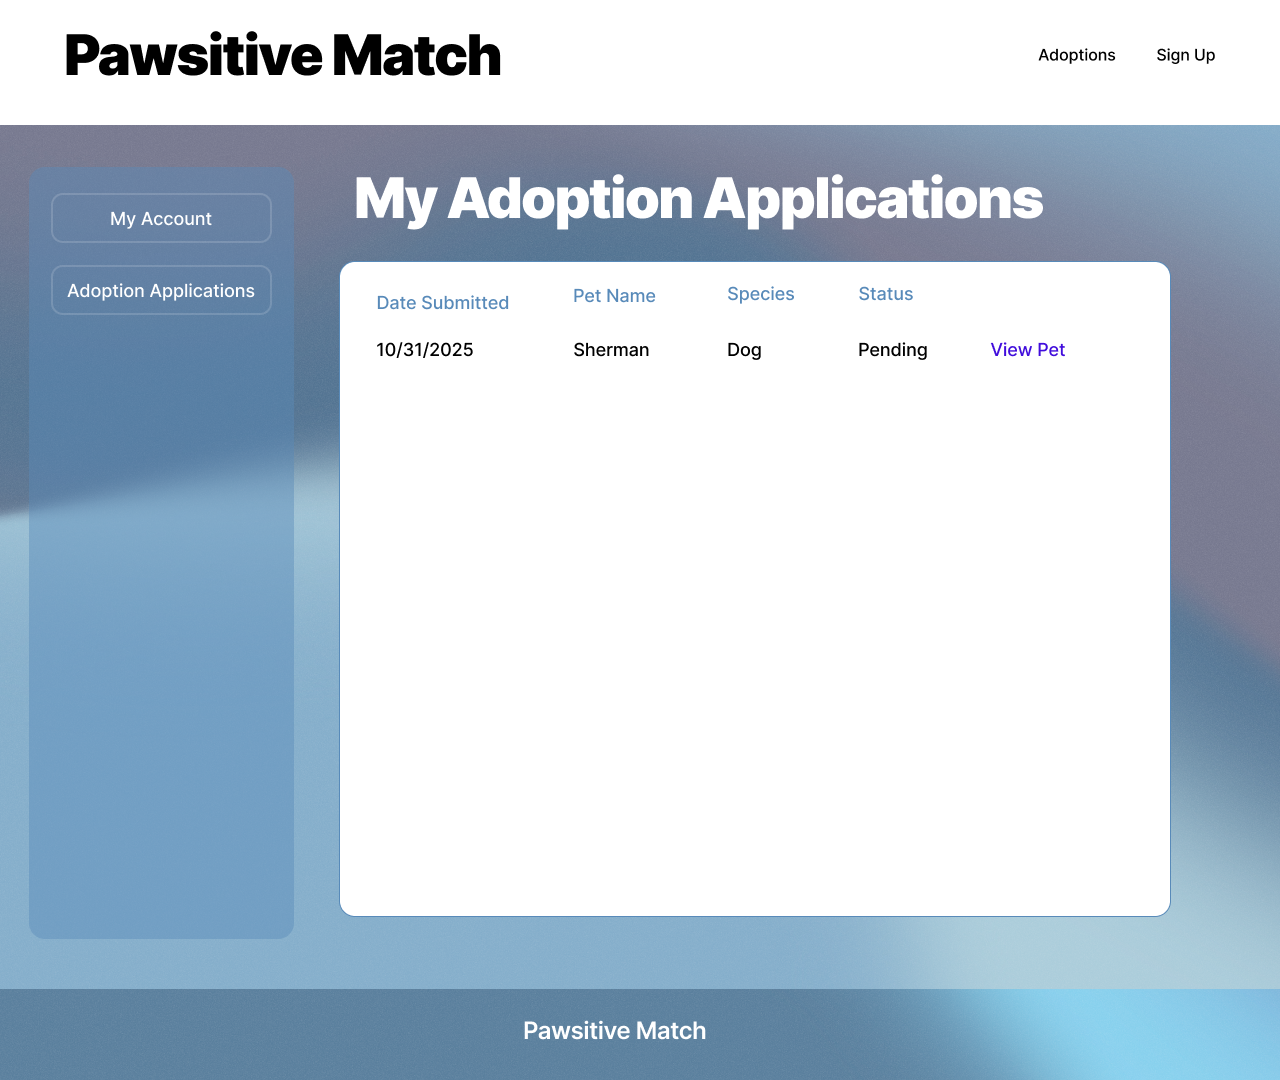 Pawsitive Match
Adoptions
Sign Up
My Account
Adoption Applications
My Adoption Applications
Date Submitted Pet Name Species Status
10/31/2025 Sherman Dog Pending View Pet
Pawsitive Match